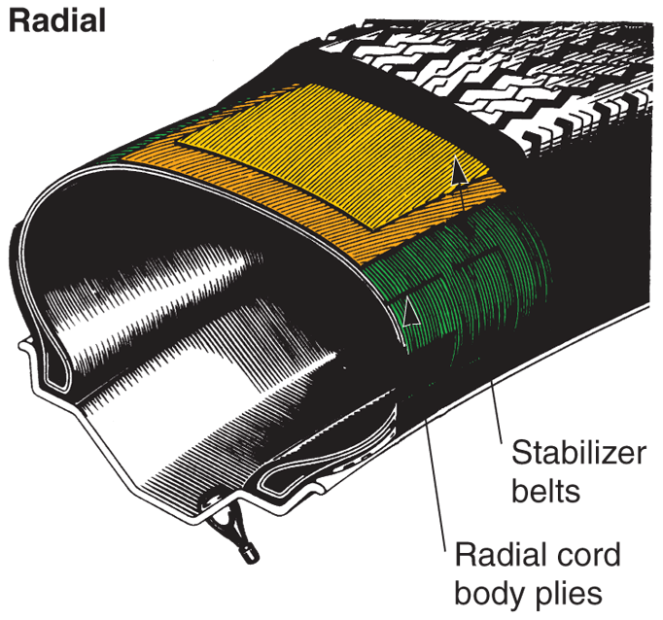 Radial
Stabilizer
belts
Radial cord
body plies